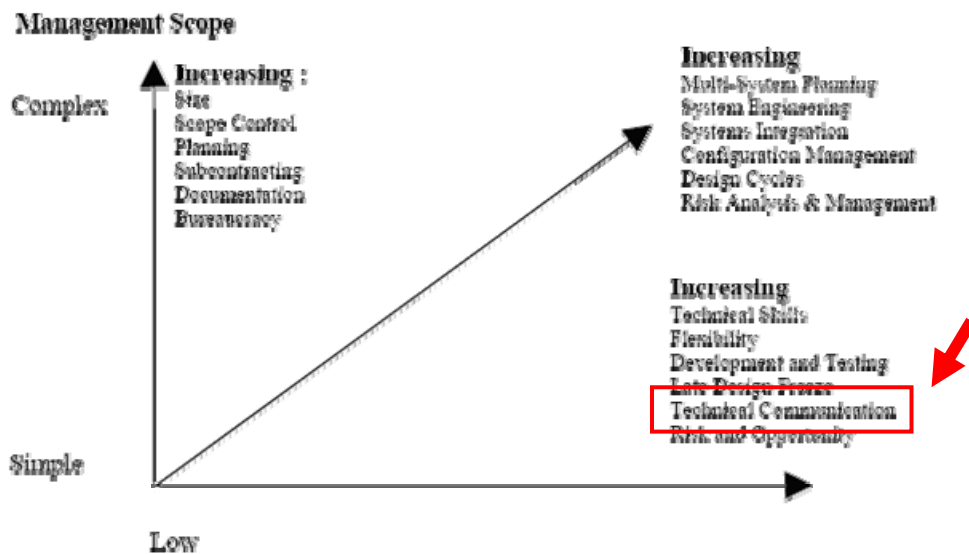 Management Scope
Complex
Increasing :
Size
Scope Control
Planning
Subcontracting
Documentation
Bureaucracy
Increasing
Multi-System Planning
System Engineering
Systems Integration
Configuration Management
Design Cycles
Risk Analysis & Management
Increasing
Technical Skills
Flexibility
Development and Testing
Late Design Freeze
Technical Communication
Risk and Opportunity
Simple
Low